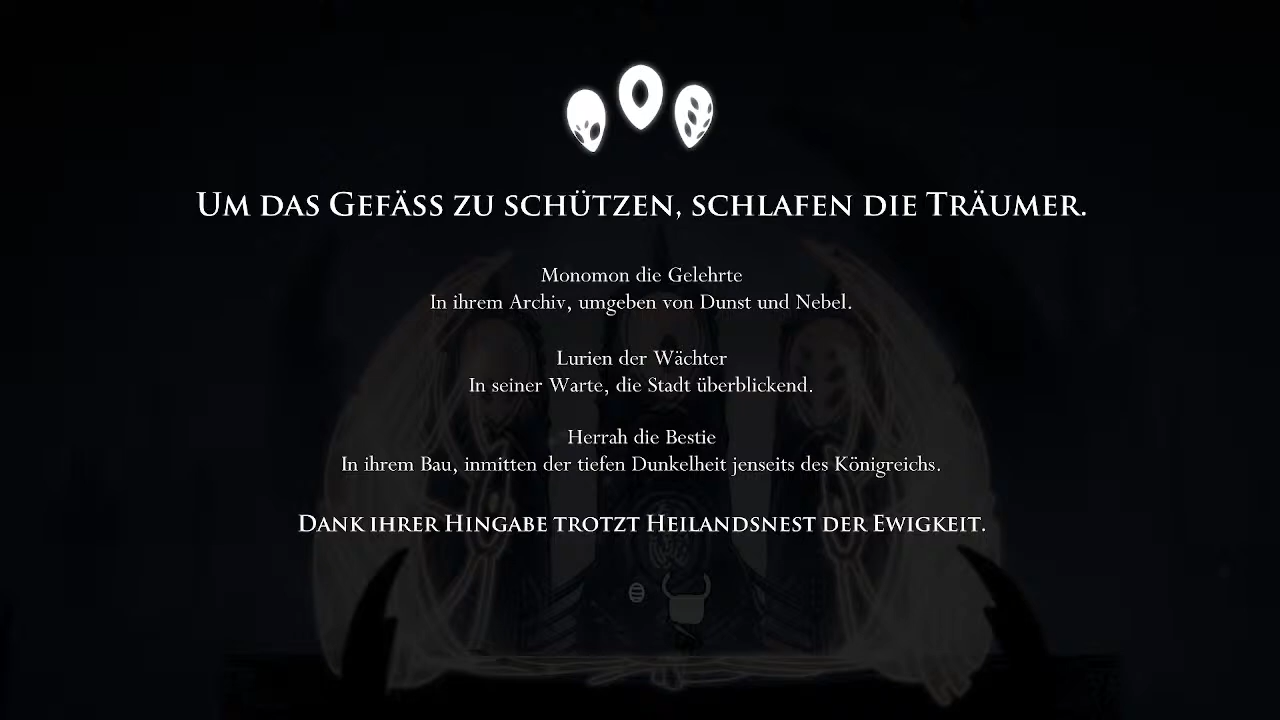 Um das Gefäss zu schützen, schlafen die Träumer.
Monomon die Gelehrte
In ihrem Archiv, umgeben von Dunst und Nebel.
Lurien der Wächter
In seiner Warte, die Stadt überblickend.
Herrah die Bestie
In ihrem Bau, inmitten der tiefen Dunkelheit jenseits des Königreichs.
Dank ihrer Hingabe trotzt Heilandsnest der Ewigkeit.